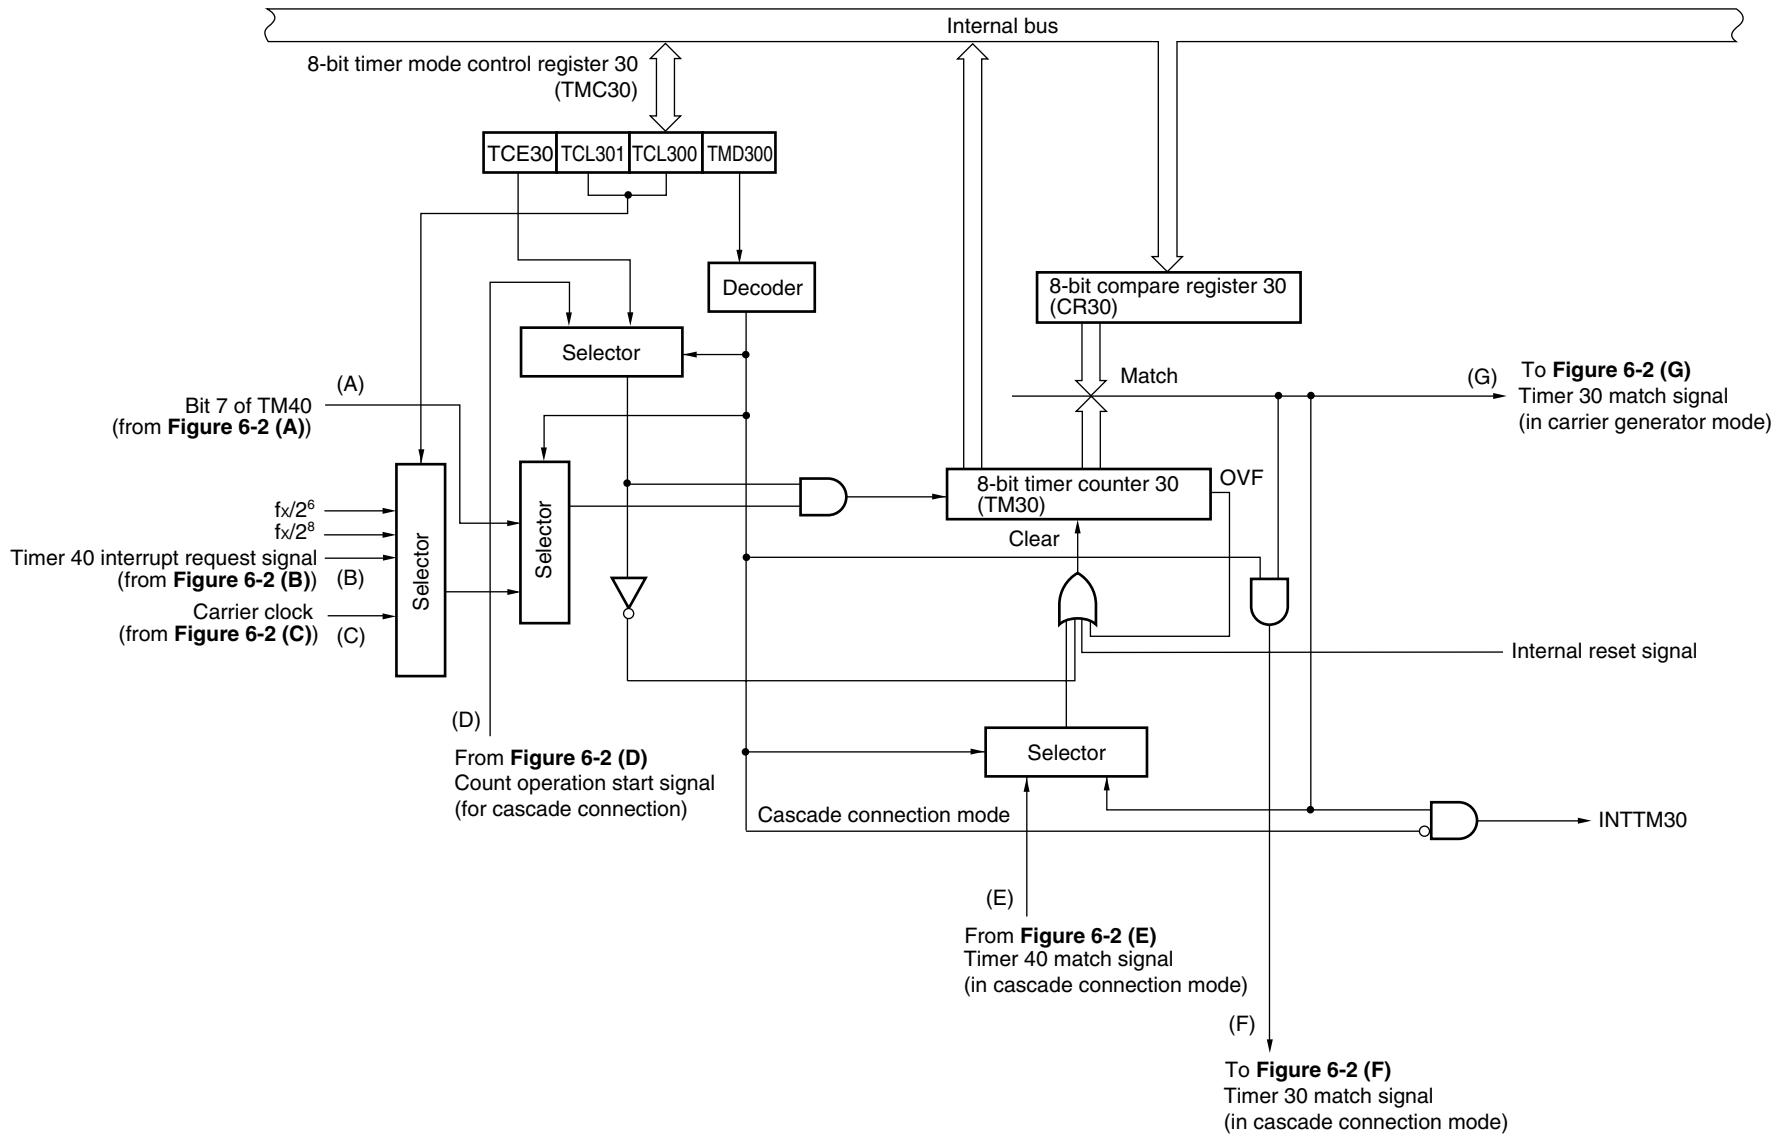 Internal bus
8-bit timer mode control register 30
(TMC30)
TCE30 TCL301 TCL300 TMD300
Decoder
8-bit compare register 30
(CR30)
Selector
Match
(G)
To Figure 6-2 (G)
Timer 30 match signal
(in carrier generator mode)
(A)
Bit 7 of TM40
(from Figure 6-2 (A))
8-bit timer counter 30
(TM30)
OVF
Clear
Selector
Selector
fx/2⁶
fx/2⁸
Timer 40 interrupt request signal
(from Figure 6-2 (B))
(B)
Carrier clock
(from Figure 6-2 (C))
(C)
Internal reset signal
(D)
From Figure 6-2 (D)
Count operation start signal
(for cascade connection)
Selector
Cascade connection mode
INTTM30
(E)
From Figure 6-2 (E)
Timer 40 match signal
(in cascade connection mode)
(F)
To Figure 6-2 (F)
Timer 30 match signal
(in cascade connection mode)